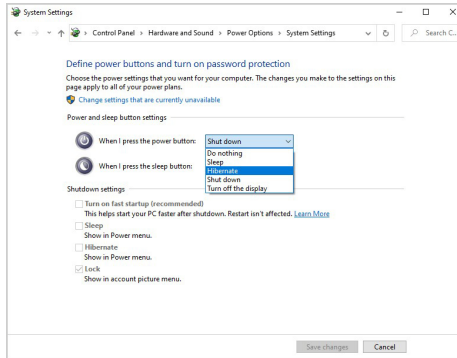 System Settings
Control Panel > Hardware and Sound > Power Options > System Settings
Search C...
Define power buttons and turn on password protection
Choose the power settings that you want for your computer. The changes you make to the settings on this
page apply to all of your power plans.
Change settings that are currently unavailable
Power and sleep button settings
When I press the power button: Shut down
Do nothing
Sleep
Hibernate
Shut down
Turn off the display
When I press the sleep button:
Shutdown settings
Turn on fast startup (recommended)
This helps start your PC faster after shutdown. Restart isn't affected. Learn More
Sleep
Show in Power menu.
Hibernate
Show in Power menu.
Lock
Show in account picture menu.
Save changes Cancel